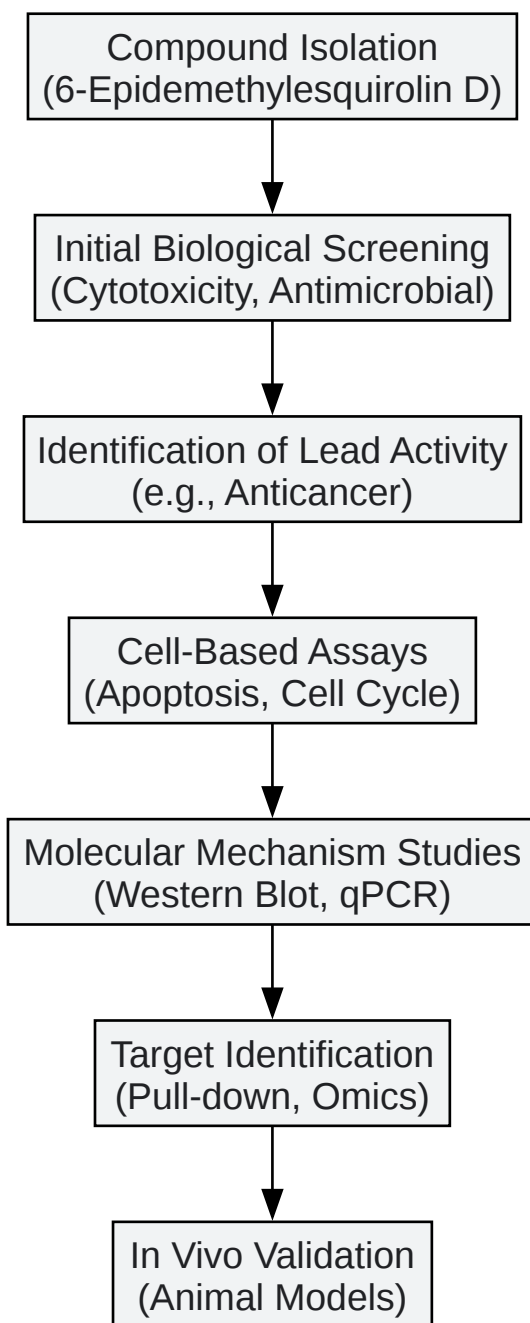 Compound Isolation
(6-Epidemethylesquirolin D)
Initial Biological Screening
(Cytotoxicity, Antimicrobial)
Identification of Lead Activity
(e.g., Anticancer)
Cell-Based Assays
(Apoptosis, Cell Cycle)
Molecular Mechanism Studies
(Western Blot, qPCR)
Target Identification
(Pull-down, Omics)
In Vivo Validation
(Animal Models)